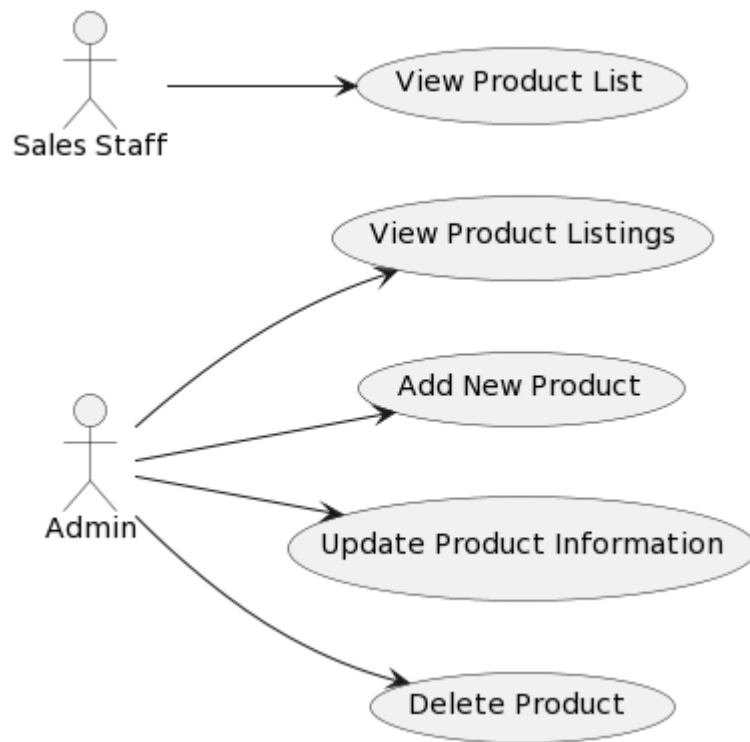 View Product List
Sales Staff
View Product Listings
Add New Product
Admin
Update Product Information
Delete Product